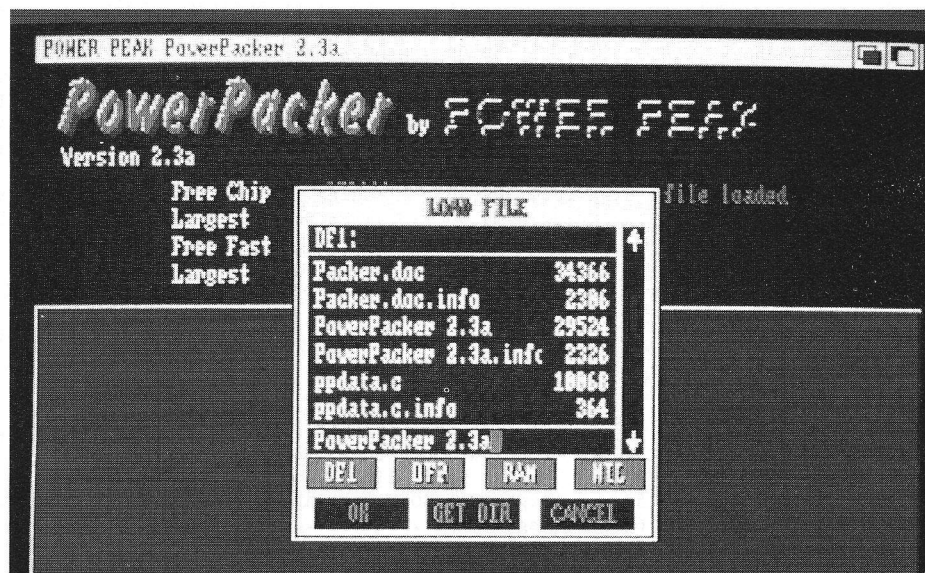 POWER PEAK PowerPacker 2.3a
PowerPacker by POWER PEAK
Version 2.3a
Free Chip
file loaded
Largest
Free Fast
Largest
LOAD FILE
DF1:
Packer.doc 34366
Packer.doc.info 2306
PowerPacker 2.3a 29524
PowerPacker 2.3a.info 2326
ppdata.c 10068
ppdata.c.info 364
PowerPacker 2.3a
DF1 DF2 RAM
OK GET DIR CANCEL